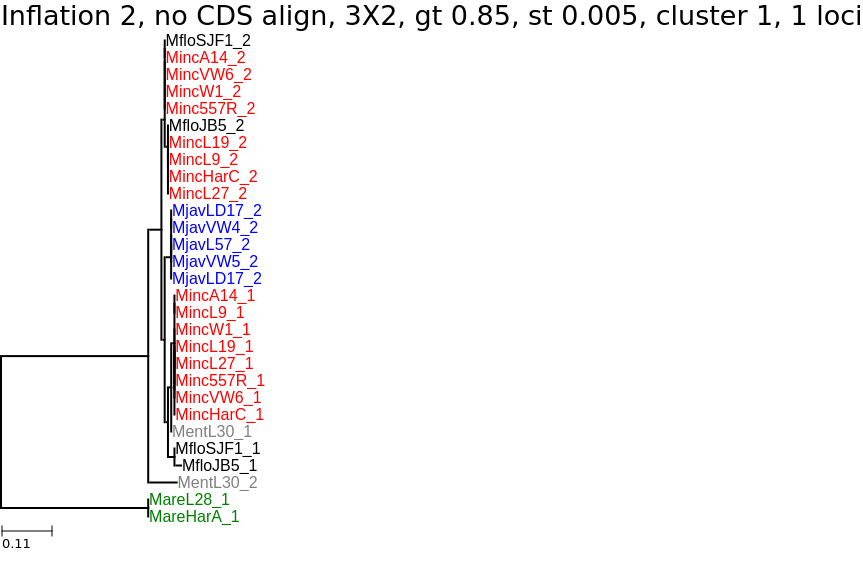 Inflation 2, no CDS align, 3X2, gt 0.85, st 0.005, cluster 1, 1 loci
MfloSJF1_2
MincA14_2
MincVW6_2
MincW1_2
Minc557R_2
MfloJB5_2
MincL19_2
MincL9_2
MincHarC_2
MincL27_2
MjavLD17_2
MjavVW4_2
MjavL57_2
MjavVW5_2
MjavLD17_2
MincA14_1
MincL9_1
MincW1_1
MincL19_1
MincL27_1
Minc557R_1
MincVW6_1
MincHarC_1
MentL30_1
MfloSJF1_1
MfloJB5_1
MentL30_2
MareL28_1
MareHarA_1
0.11